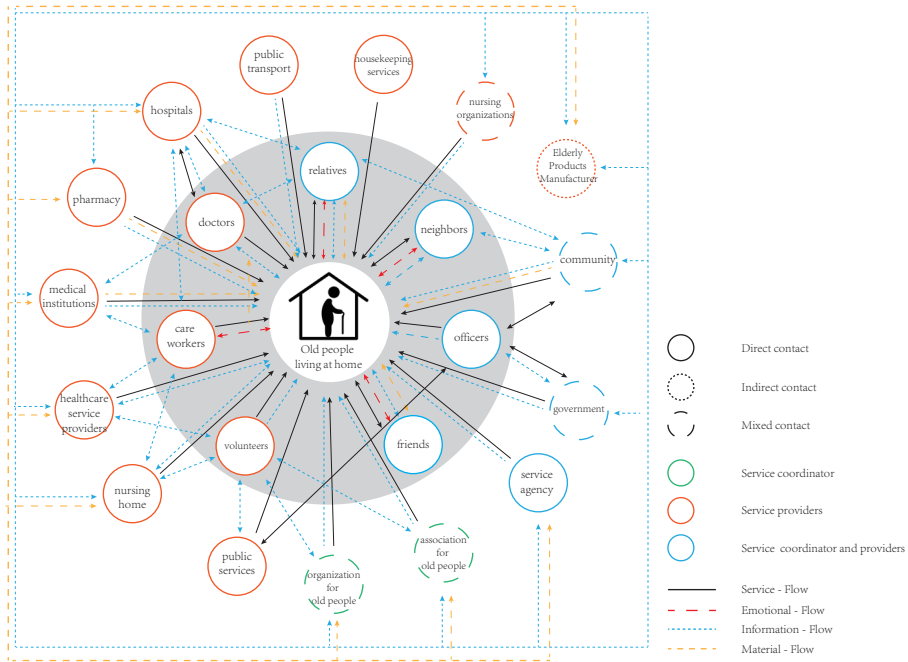 public
transport
housekeeping
services
hospitals
nursing
organizations
relatives
Elderly
Products
Manufacturer
pharmacy
doctors
neighbors
community
medical
institutions
care
workers
Old people
living at home
officers
healthcare
service
providers
volunteers
friends
government
nursing
home
service
agency
public
services
organization
for
old people
association
for
old people
Direct contact
Indirect contact
Mixed contact
Service coordinator
Service providers
Service coordinator and providers
Service - Flow
Emotional - Flow
Information - Flow
Material - Flow